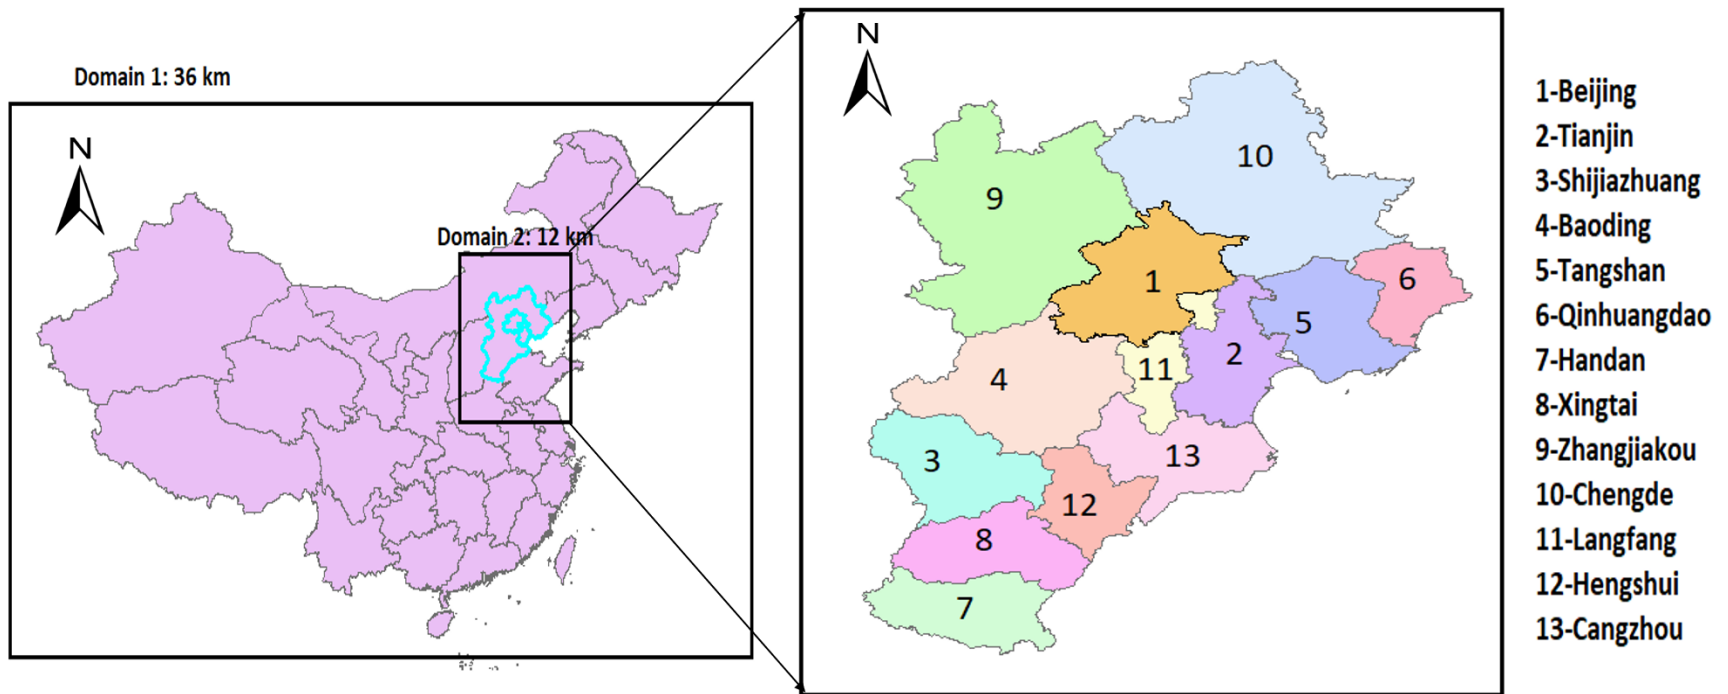 Domain 1: 36 km
N
Domain 2: 12 km
N
10
9
1
6
5
2
11
4
3
13
12
8
7
1-Beijing
2-Tianjin
3-Shijiazhuang
4-Baoding
5-Tangshan
6-Qinhuangdao
7-Handan
8-Xingtai
9-Zhangjiakou
10-Chengde
11-Langfang
12-Hengshui
13-Cangzhou